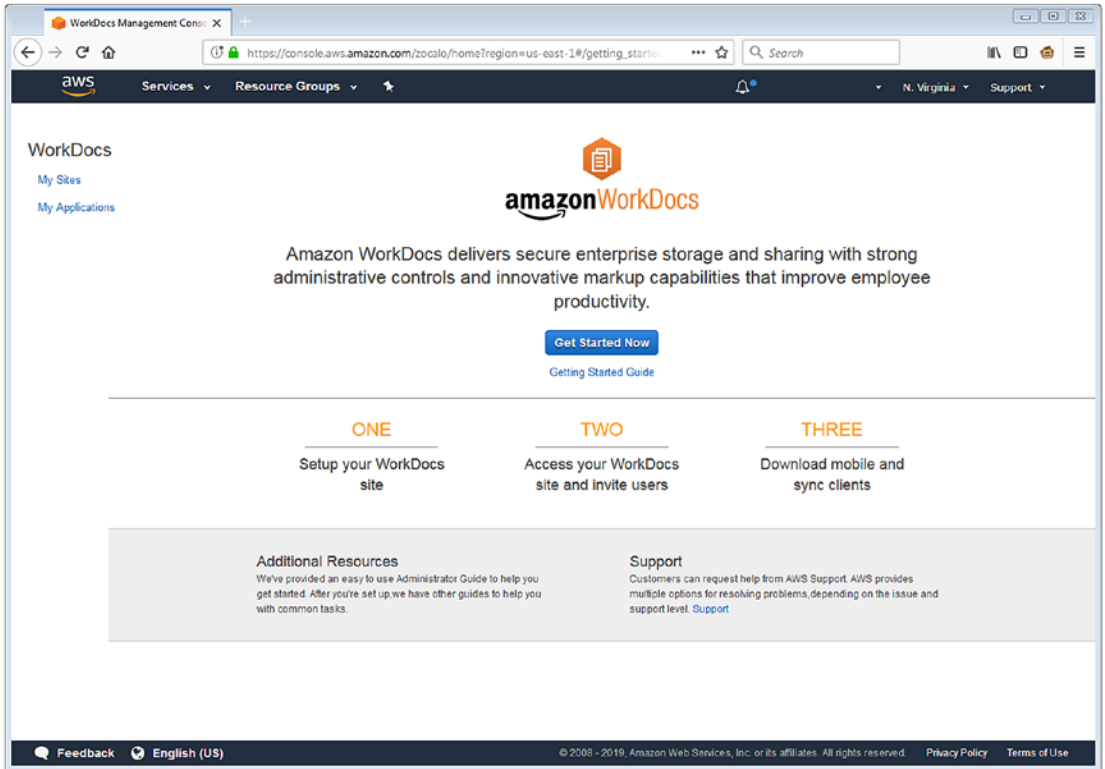 WorkDocs Management Conso
https://console.aws.amazon.com/zocalo/home?region=us-east-1#/getting_started
Search
aws
Services
Resource Groups
N. Virginia
Support
WorkDocs
My Sites
My Applications
amazonWorkDocs
Amazon WorkDocs delivers secure enterprise storage and sharing with strong
administrative controls and innovative markup capabilities that improve employee
productivity.
Get Started Now
Getting Started Guide
ONE
Setup your WorkDocs
site
TWO
Access your WorkDocs
site and invite users
THREE
Download mobile and
sync clients
Additional Resources
We've provided an easy to use Administrator Guide to help you
get started. After you're set up,we have other guides to help you
with common tasks.
Support
Customers can request help from AWS Support. AWS provides
multiple options for resolving problems,depending on the issue and
support level. Support
Feedback
English (US)
© 2008 - 2019, Amazon Web Services, Inc. or its affiliates. All rights reserved.
Privacy Policy
Terms of Use